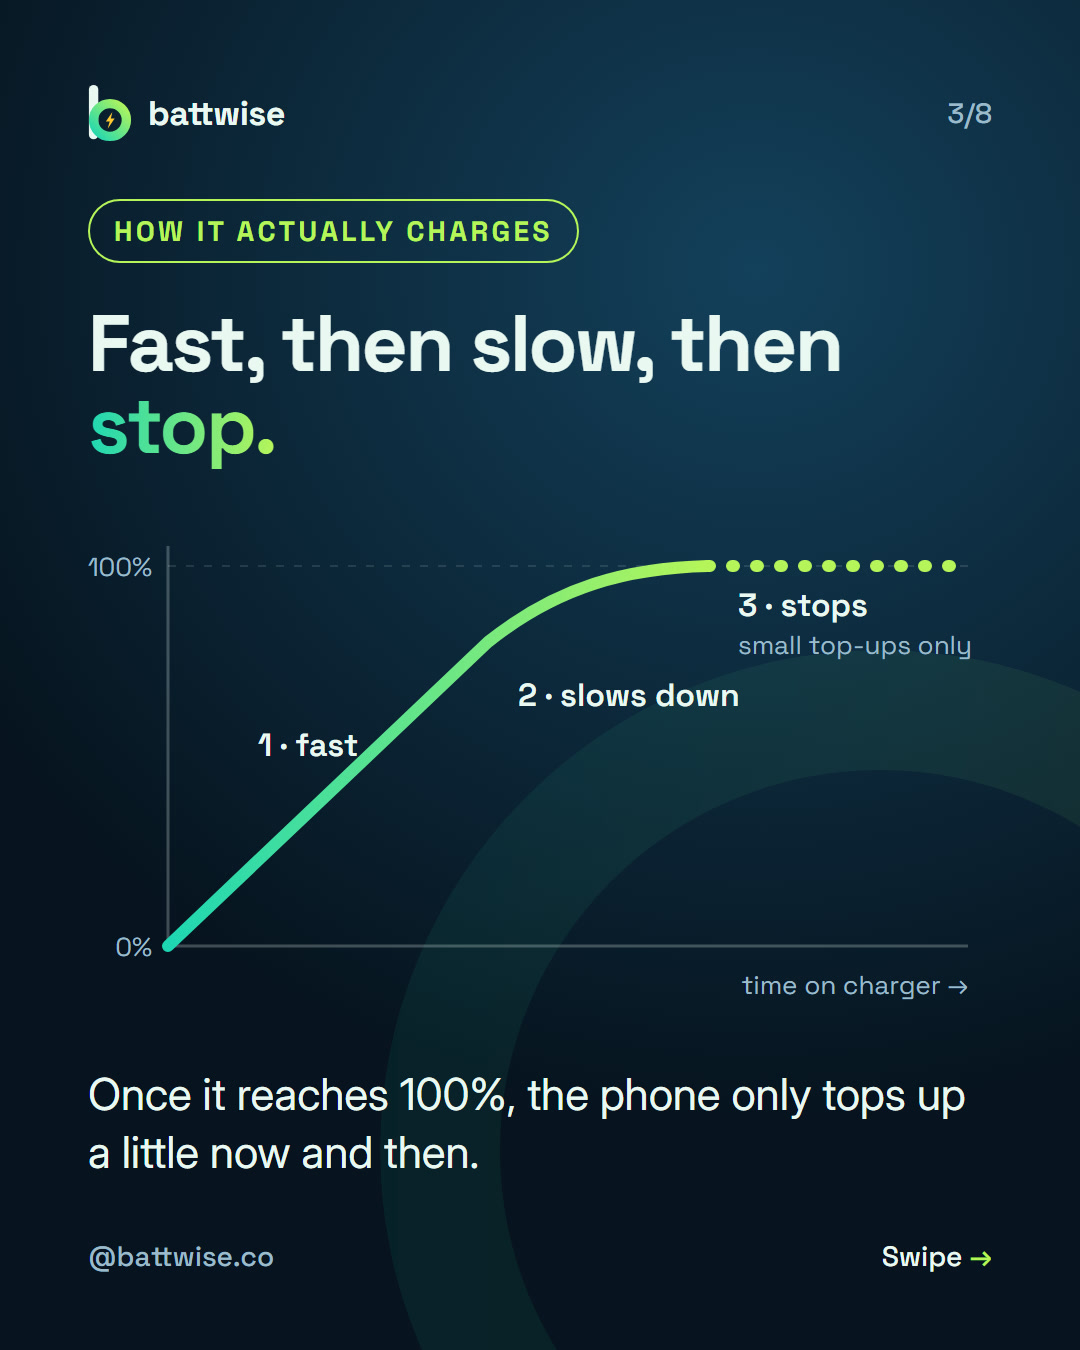 battwise
3/8
HOW IT ACTUALLY CHARGES
Fast, then slow, then
stop.
100%
3 · stops
small top-ups only
2 · slows down
1 · fast
0%
time on charger →
Once it reaches 100%, the phone only tops up
a little now and then.
@battwise.co
Swipe →